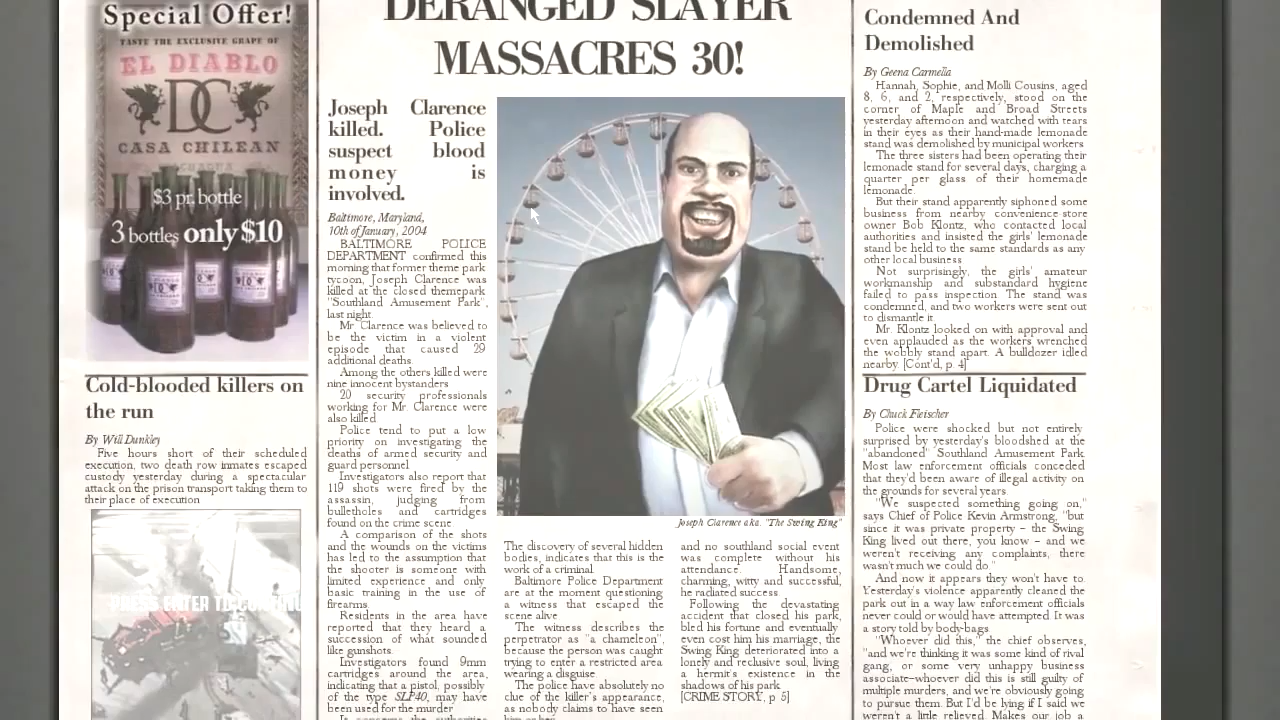 Special Offer!
TASTE THE EXCLUSIVE GRAPE OF
EL DIABLO
DC
CASA CHILEAN
$3 pr. bottle
3 bottles only $10
Cold-blooded killers on
the run
By Will Dunkley
Five hours short of their scheduled
execution, two death row inmates escaped
custody yesterday during a spectacular
attack on the prison transport taking them to
their place of execution
PRESS ENTER TO CONTINU
DERANGED SLAYER
MASSACRES 30!
Joseph Clarence
killed. Police
suspect blood
money is
involved.
Baltimore, Maryland,
10th of January, 2004
BALTIMORE POLICE
DEPARTMENT confirmed this
morning that former theme park
tycoon, Joseph Clarence was
killed at the closed themepark
"Southland Amusement Park",
last night.
Mr. Clarence was believed to
be the victim in a violent
episode that caused 29
additional deaths.
Among the others killed were
nine innocent bystanders
20 security professionals
working for Mr. Clarence were
also killed
Police tend to put a low
priority on investigating the
deaths of armed security and
guard personnel
Investigators also report that
119 shots were fired by the
assassin, judging from
bulletholes and cartridges
found on the crime scene
A comparison of the shots
and the wounds on the victims
has led to the assumption that
the shooter is someone with
limited experience and only
basic training in the use of
firearms.
Residents in the area have
reported that they heard a
succession of what sounded
like gunshots.
Investigators found 9mm
cartridges around the area,
indicating that a pistol, possibly
of the type SLP40, may have
been used for the murder
Joseph Clarence aka. "The Swing King"
The discovery of several hidden
bodies, indicates that this is the
work of a criminal.
Baltimore Police Department
are at the moment questioning
a witness that escaped the
scene alive
The witness describes the
perpetrator as "a chameleon",
because the person was caught
trying to enter a restricted area
wearing a disguise
The police have absolutely no
clue of the killer's appearance,
as nobody claims to have seen
him or her
and no southland social event
was complete without his
attendance. Handsome,
charming, witty and successful,
he radiated success
Following the devastating
accident that closed his park,
bled his fortune and eventually
even cost him his marriage, the
Swing King deteriorated into a
lonely and reclusive soul, living
a hermit's existence in the
shadows of his park
[CRIME STORY, p 5]
Condemned And
Demolished
By Geena Carmella
Hannah, Sophie, and Molli Cousins, aged
8, 6, and 2, respectively, stood on the
corner of Maple and Broad Streets
yesterday afternoon and watched with tears
in their eyes as their hand-made lemonade
stand was demolished by municipal workers
The three sisters had been operating their
lemonade stand for several days, charging a
quarter per glass of their homemade
lemonade.
But their stand apparently siphoned some
business from nearby convenience-store
owner Bob Klontz, who contacted local
authorities and insisted the girls' lemonade
stand be held to the same standards as any
other local business.
Not surprisingly, the girls' amateur
workmanship and substandard hygiene
failed to pass inspection. The stand was
condemned, and two workers were sent out
to dismantle it
Mr. Klontz looked on with approval and
even applauded as the workers wrenched
the wobbly stand apart. A bulldozer idled
nearby. [Cont'd, p. 4]
Drug Cartel Liquidated
By Chuck Fleischer
Police were shocked but not entirely
surprised by yesterday's bloodshed at the
"abandoned" Southland Amusement Park
Most law enforcement officials conceded
that they'd been aware of illegal activity on
the grounds for several years.
"We suspected something going on,"
says Chief of Police Kevin Armstrong, "but
since it was private property – the Swing
King lived out there, you know – and we
weren't receiving any complaints, there
wasn't much we could do."
And now it appears they won't have to.
Yesterday's violence apparently cleaned the
park out in a way law enforcement officials
never could or would have attempted. It was
a story told by body-bags.
"Whoever did this," the chief observes,
"and we're thinking it was some kind of rival
gang, or some very unhappy business
associate–whoever did this is still guilty of
multiple murders, and we're obviously going
to pursue them. But I'd be lying if I said we
weren't a little relieved. Makes our job a